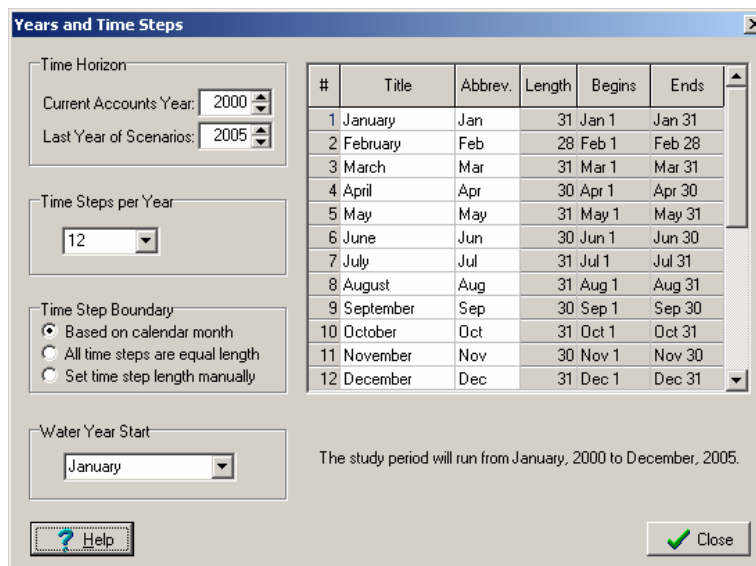 Years and Time Steps
Time Horizon
Current Accounts Year: 2000
Last Year of Scenarios: 2005
Time Steps per Year
12
Time Step Boundary
Based on calendar month
All time steps are equal length
Set time step length manually
Water Year Start
January
# Title Abbrev. Length Begins Ends
1 January Jan 31 Jan 1 Jan 31
2 February Feb 28 Feb 1 Feb 28
3 March Mar 31 Mar 1 Mar 31
4 April Apr 30 Apr 1 Apr 30
5 May May 31 May 1 May 31
6 June Jun 30 Jun 1 Jun 30
7 July Jul 31 Jul 1 Jul 31
8 August Aug 31 Aug 1 Aug 31
9 September Sep 30 Sep 1 Sep 30
10 October Oct 31 Oct 1 Oct 31
11 November Nov 30 Nov 1 Nov 30
12 December Dec 31 Dec 1 Dec 31
The study period will run from January, 2000 to December, 2005.
? Help
Close